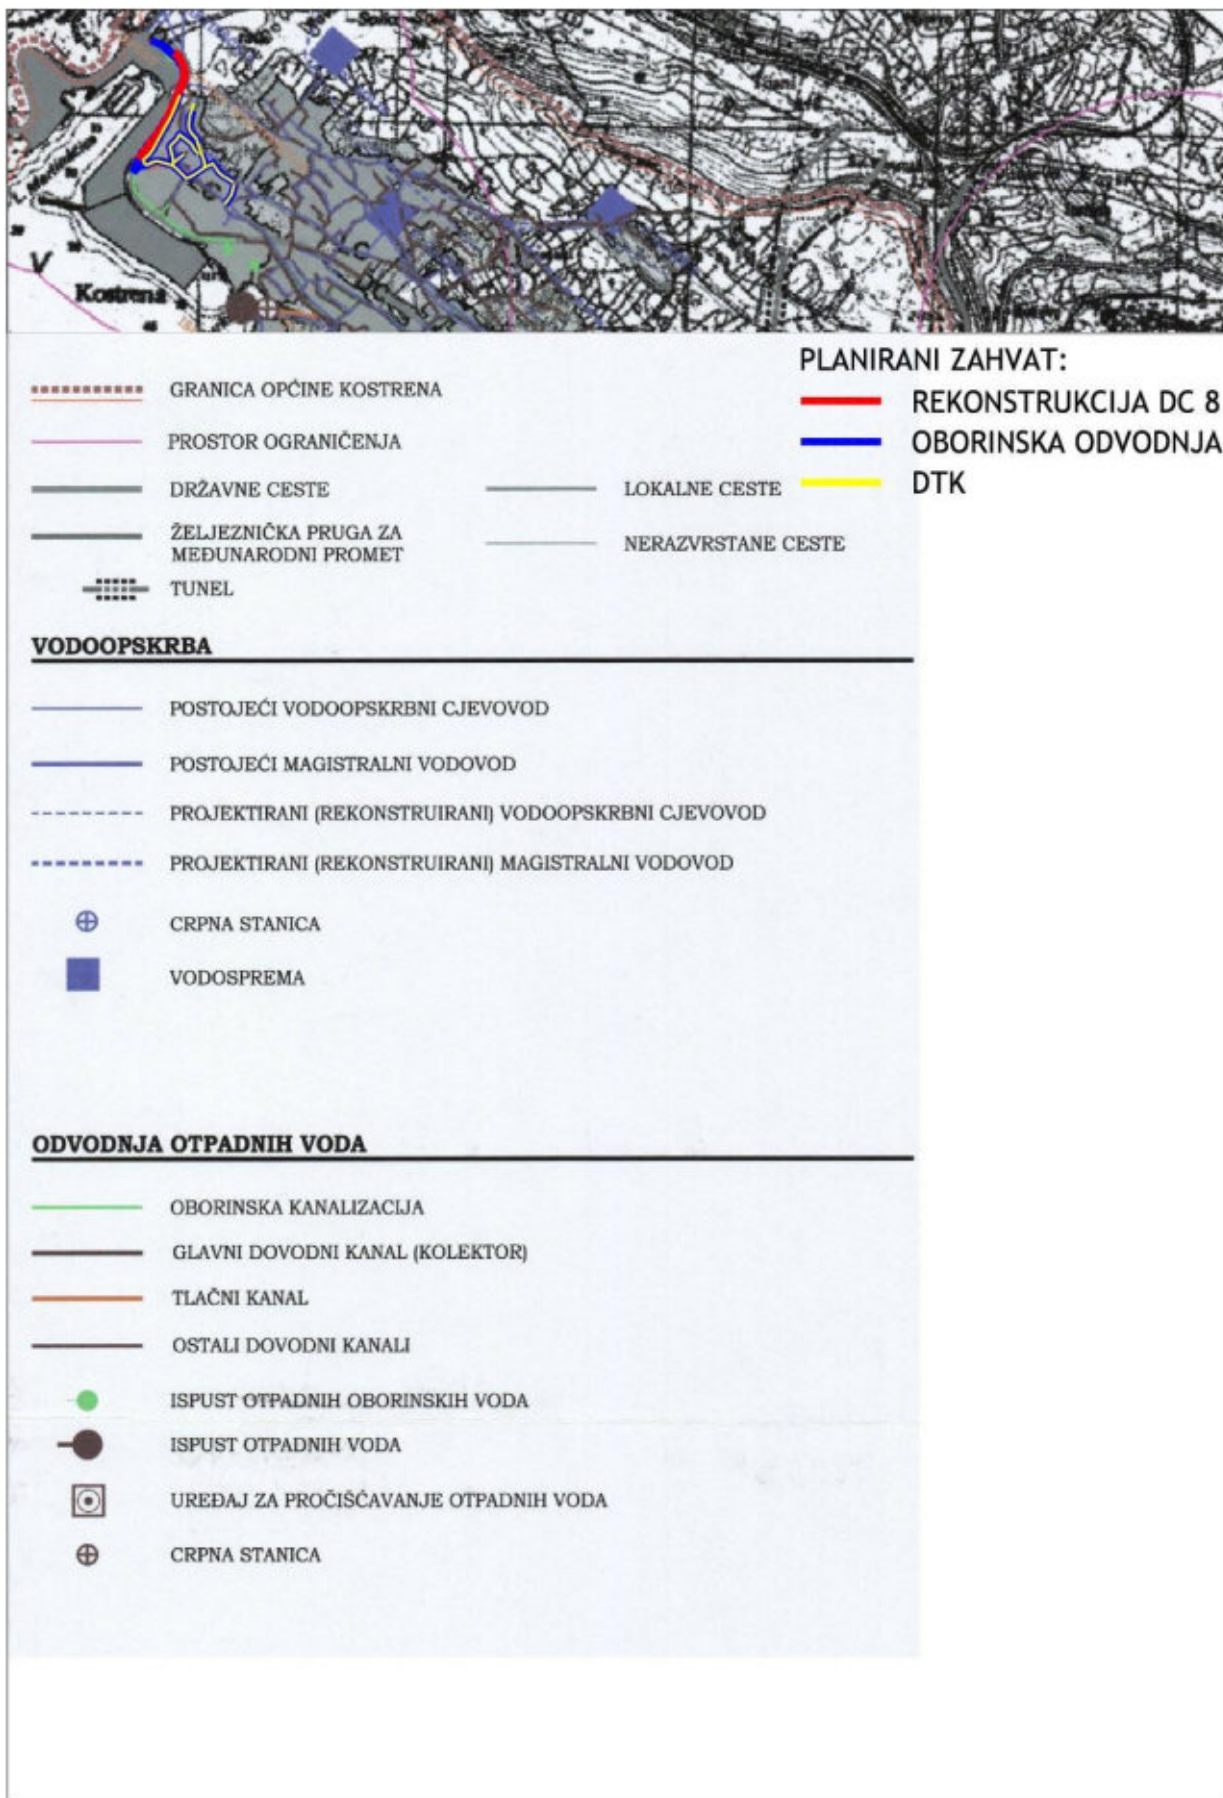 Kostrena
V
PLANIRANI ZAHVAT:
REKONSTRUKCIJA DC 8
OBORINSKA ODVODNJA
DTK
GRANICA OPĆINE KOSTRENA
PROSTOR OGRANIČENJA
DRŽAVNE CESTE
LOKALNE CESTE
ŽELJEZNIČKA PRUGA ZA
MEĐUNARODNI PROMET
NERAZVRSTANE CESTE
TUNEL
VODOOPSKRBA
POSTOJEĆI VODOOPSKRBNI CJEVOVOD
POSTOJEĆI MAGISTRALNI VODOVOD
PROJEKTIRANI (REKONSTRUIRANI) VODOOPSKRBNI CJEVOVOD
PROJEKTIRANI (REKONSTRUIRANI) MAGISTRALNI VODOVOD
CRPNA STANICA
VODOSPREMA
ODVODNJA OTPADNIH VODA
OBORINSKA KANALIZACIJA
GLAVNI DOVODNI KANAL (KOLEKTOR)
TLAČNI KANAL
OSTALI DOVODNI KANALI
ISPUST OTPADNIH OBORINSKIH VODA
ISPUST OTPADNIH VODA
UREĐAJ ZA PROČIŠĆAVANJE OTPADNIH VODA
CRPNA STANICA